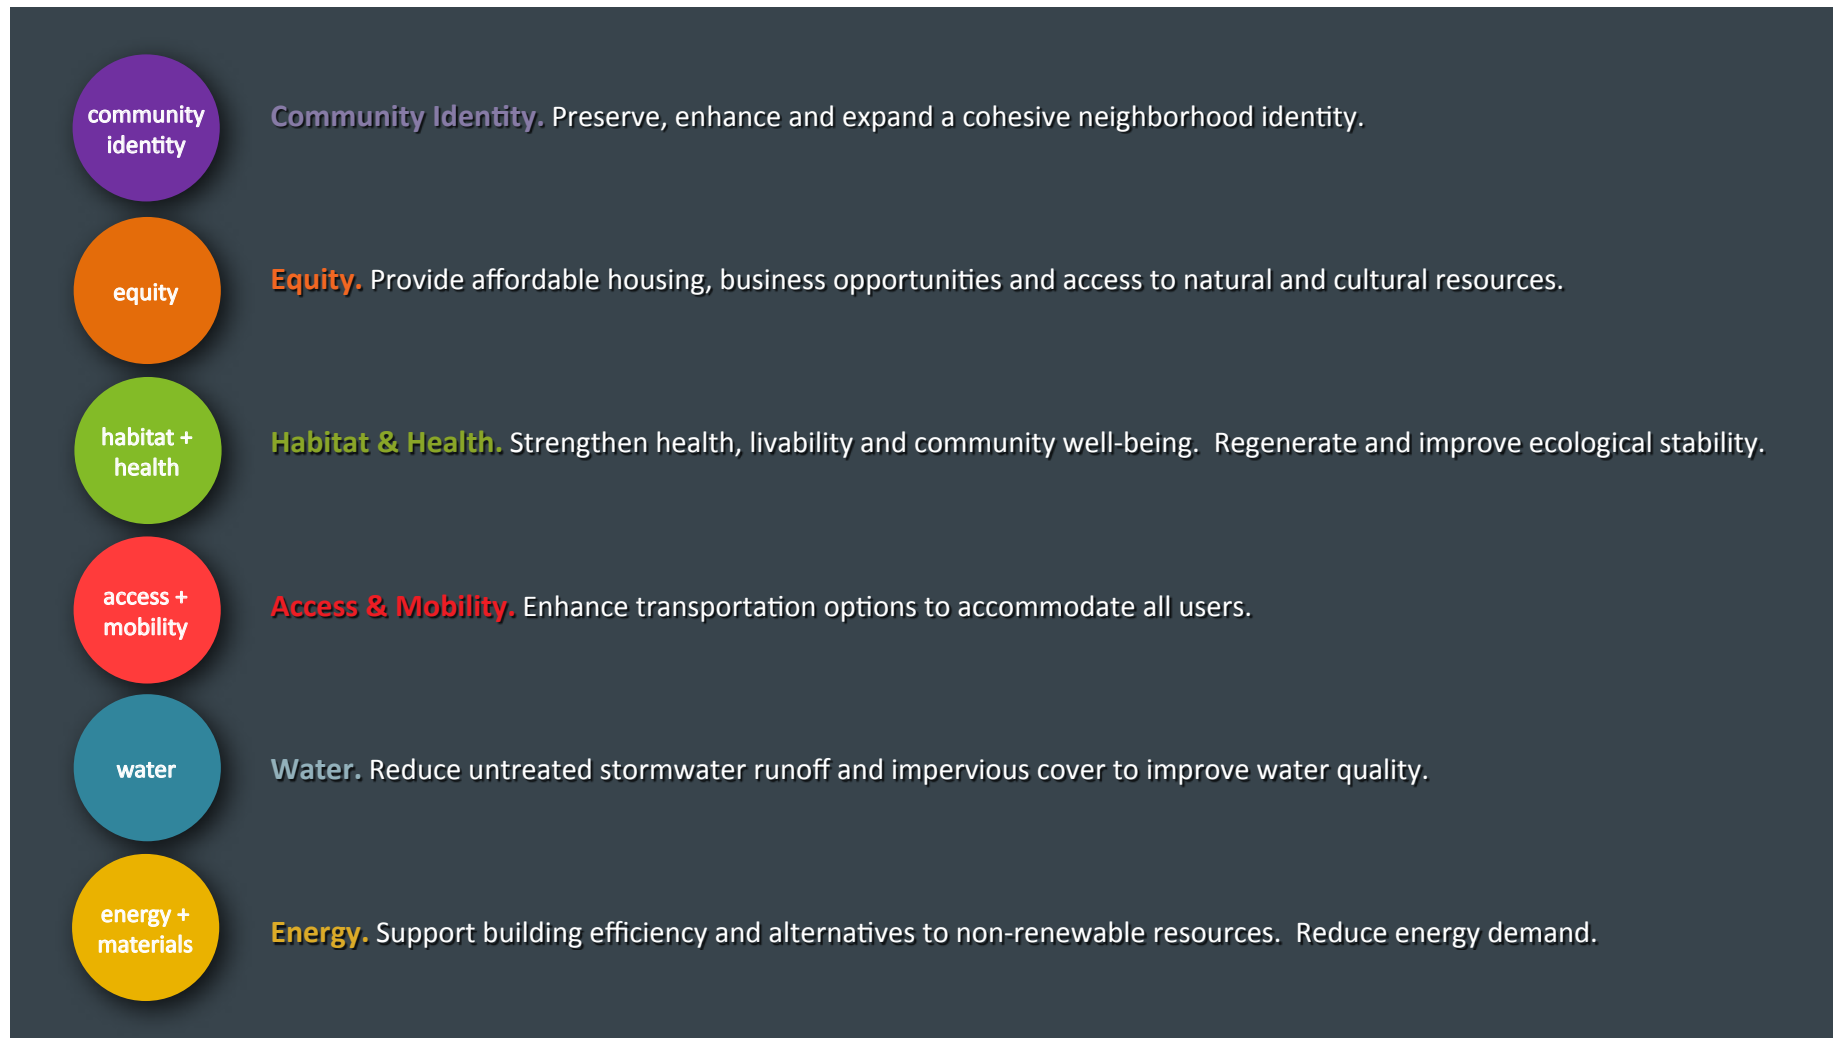 community
identity
Community Identity. Preserve, enhance and expand a cohesive neighborhood identity.
equity
Equity. Provide affordable housing, business opportunities and access to natural and cultural resources.
habitat +
health
Habitat & Health. Strengthen health, livability and community well-being.  Regenerate and improve ecological stability.
access +
mobility
Access & Mobility. Enhance transportation options to accommodate all users.
water
Water. Reduce untreated stormwater runoff and impervious cover to improve water quality.
energy +
materials
Energy. Support building efficiency and alternatives to non-renewable resources.  Reduce energy demand.